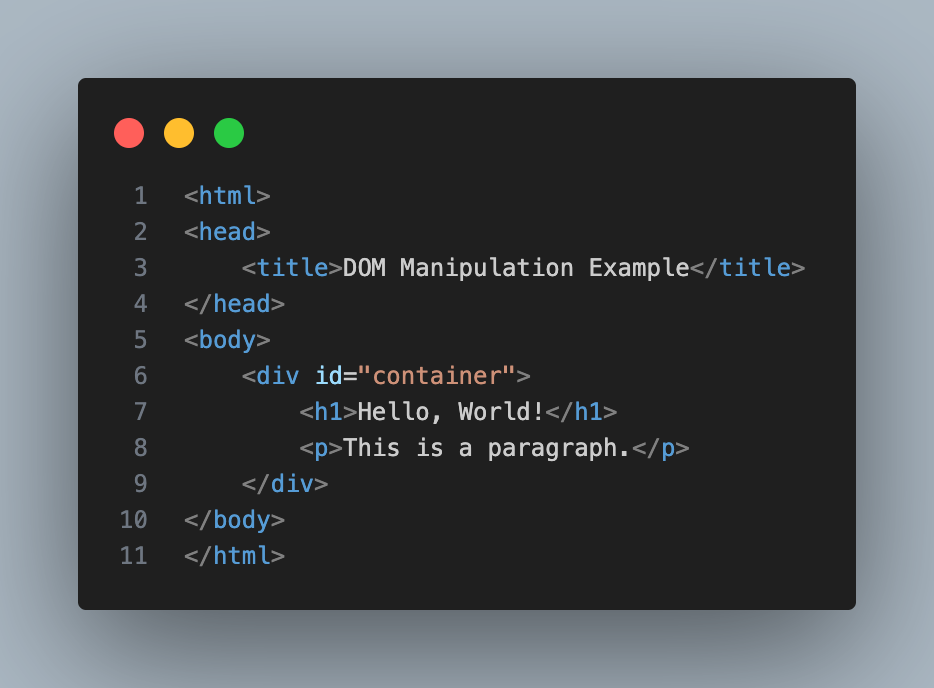 1 <html>
2 <head>
3     <title>DOM Manipulation Example</title>
4 </head>
5 <body>
6     <div id="container">
7         <h1>Hello, World!</h1>
8         <p>This is a paragraph.</p>
9     </div>
10 </body>
11 </html>